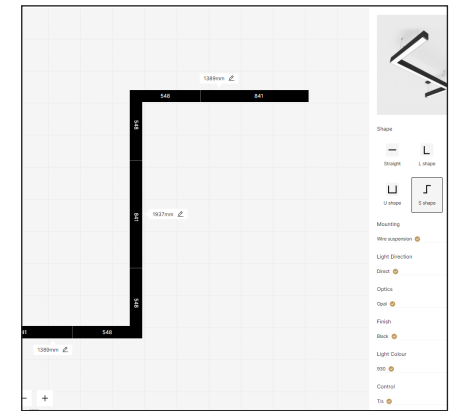 1389mm
548 841
548
841
1937mm
548
41 548
1389mm
− +
Shape
Straight L shape
U shape S shape
Mounting
Wire suspension
Light Direction
Direct
Optics
Opal
Finish
Black
Light Colour
930
Control